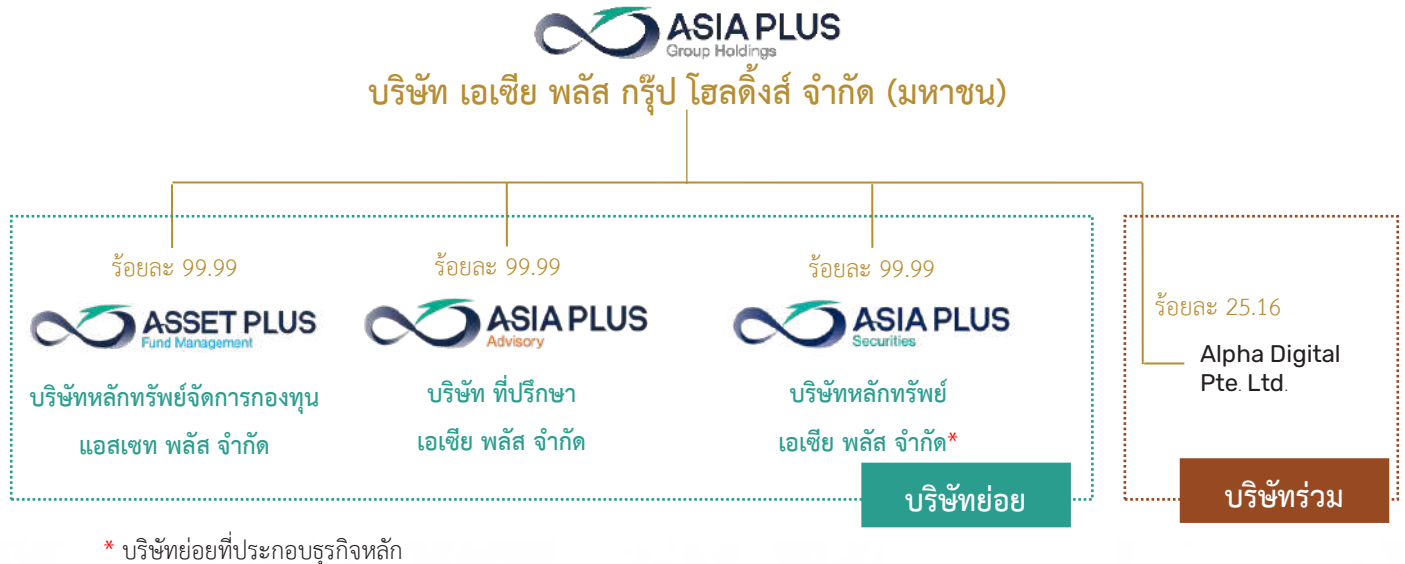 ASIA PLUS
Group Holdings
บริษัท เอเซีย พลัส กรุ๊ป โฮลดิ้งส์ จำกัด (มหาชน)
ร้อยละ 99.99
ASSET PLUS
Fund Management
บริษัทหลักทรัพย์จัดการกองทุน
แอสเซท พลัส จำกัด
ร้อยละ 99.99
ASIA PLUS
Advisory
บริษัท ที่ปรึกษา
เอเซีย พลัส จำกัด
ร้อยละ 99.99
ASIA PLUS
Securities
บริษัทหลักทรัพย์
เอเซีย พลัส จำกัด*
บริษัทย่อย
ร้อยละ 25.16
Alpha Digital
Pte. Ltd.
บริษัทร่วม
* บริษัทย่อยที่ประกอบธุรกิจหลัก